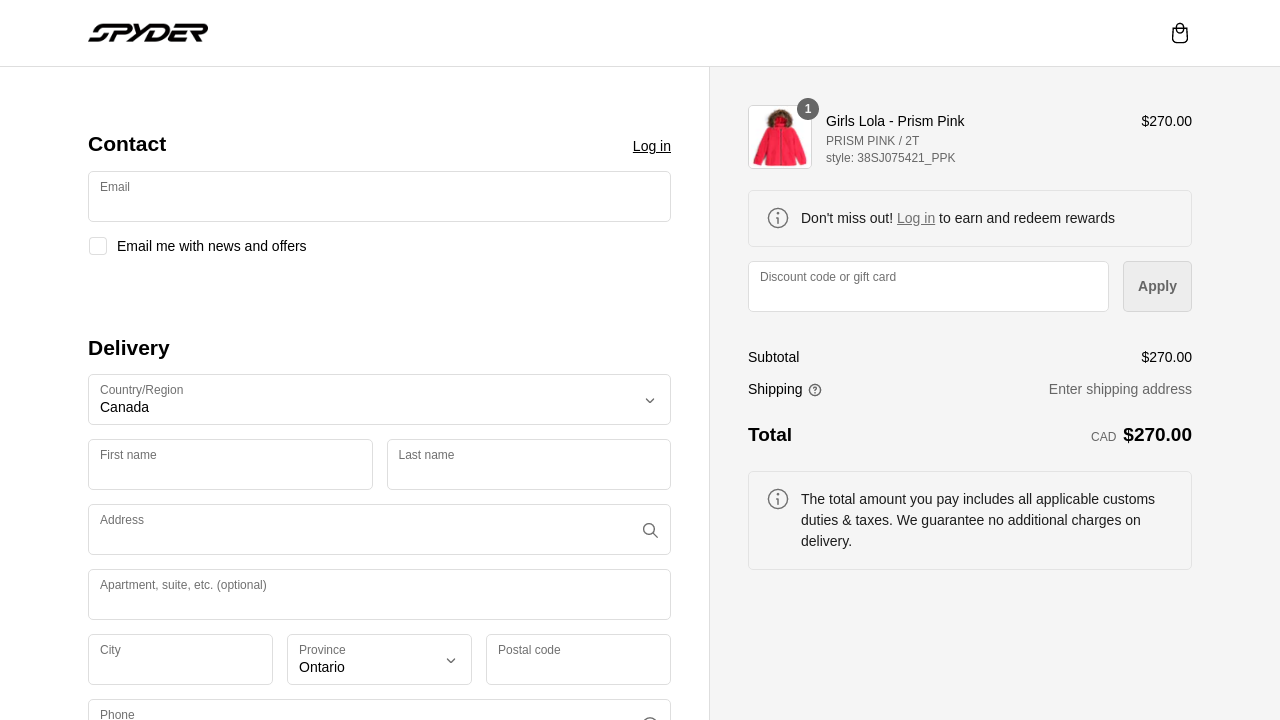 SPYDER
Contact
Log in
Email
Email me with news and offers
Delivery
Country/Region
Canada
First name
Last name
Address
Apartment, suite, etc. (optional)
City
Province
Ontario
Postal code
Phone
1
Girls Lola - Prism Pink
$270.00
PRISM PINK / 2T
style: 38SJ075421_PPK
Don't miss out! Log in to earn and redeem rewards
Discount code or gift card
Apply
Subtotal
$270.00
Shipping
Enter shipping address
Total
CAD $270.00
The total amount you pay includes all applicable customs
duties & taxes. We guarantee no additional charges on
delivery.